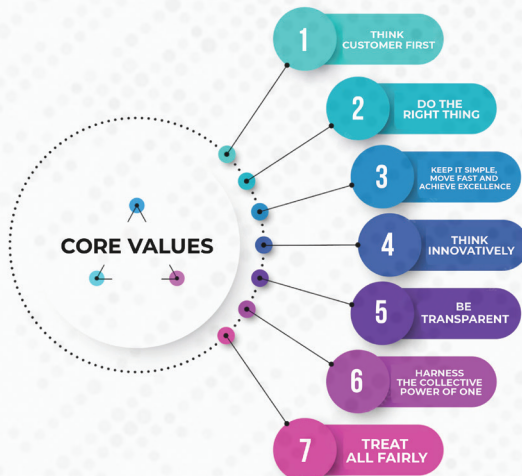 CORE VALUES
1
THINK
CUSTOMER FIRST
2
DO THE
RIGHT THING
3
KEEP IT SIMPLE,
MOVE FAST AND
ACHIEVE EXCELLENCE
4
THINK
INNOVATIVELY
5
BE
TRANSPARENT
6
HARNESS
THE COLLECTIVE
POWER OF ONE
7
TREAT
ALL FAIRLY